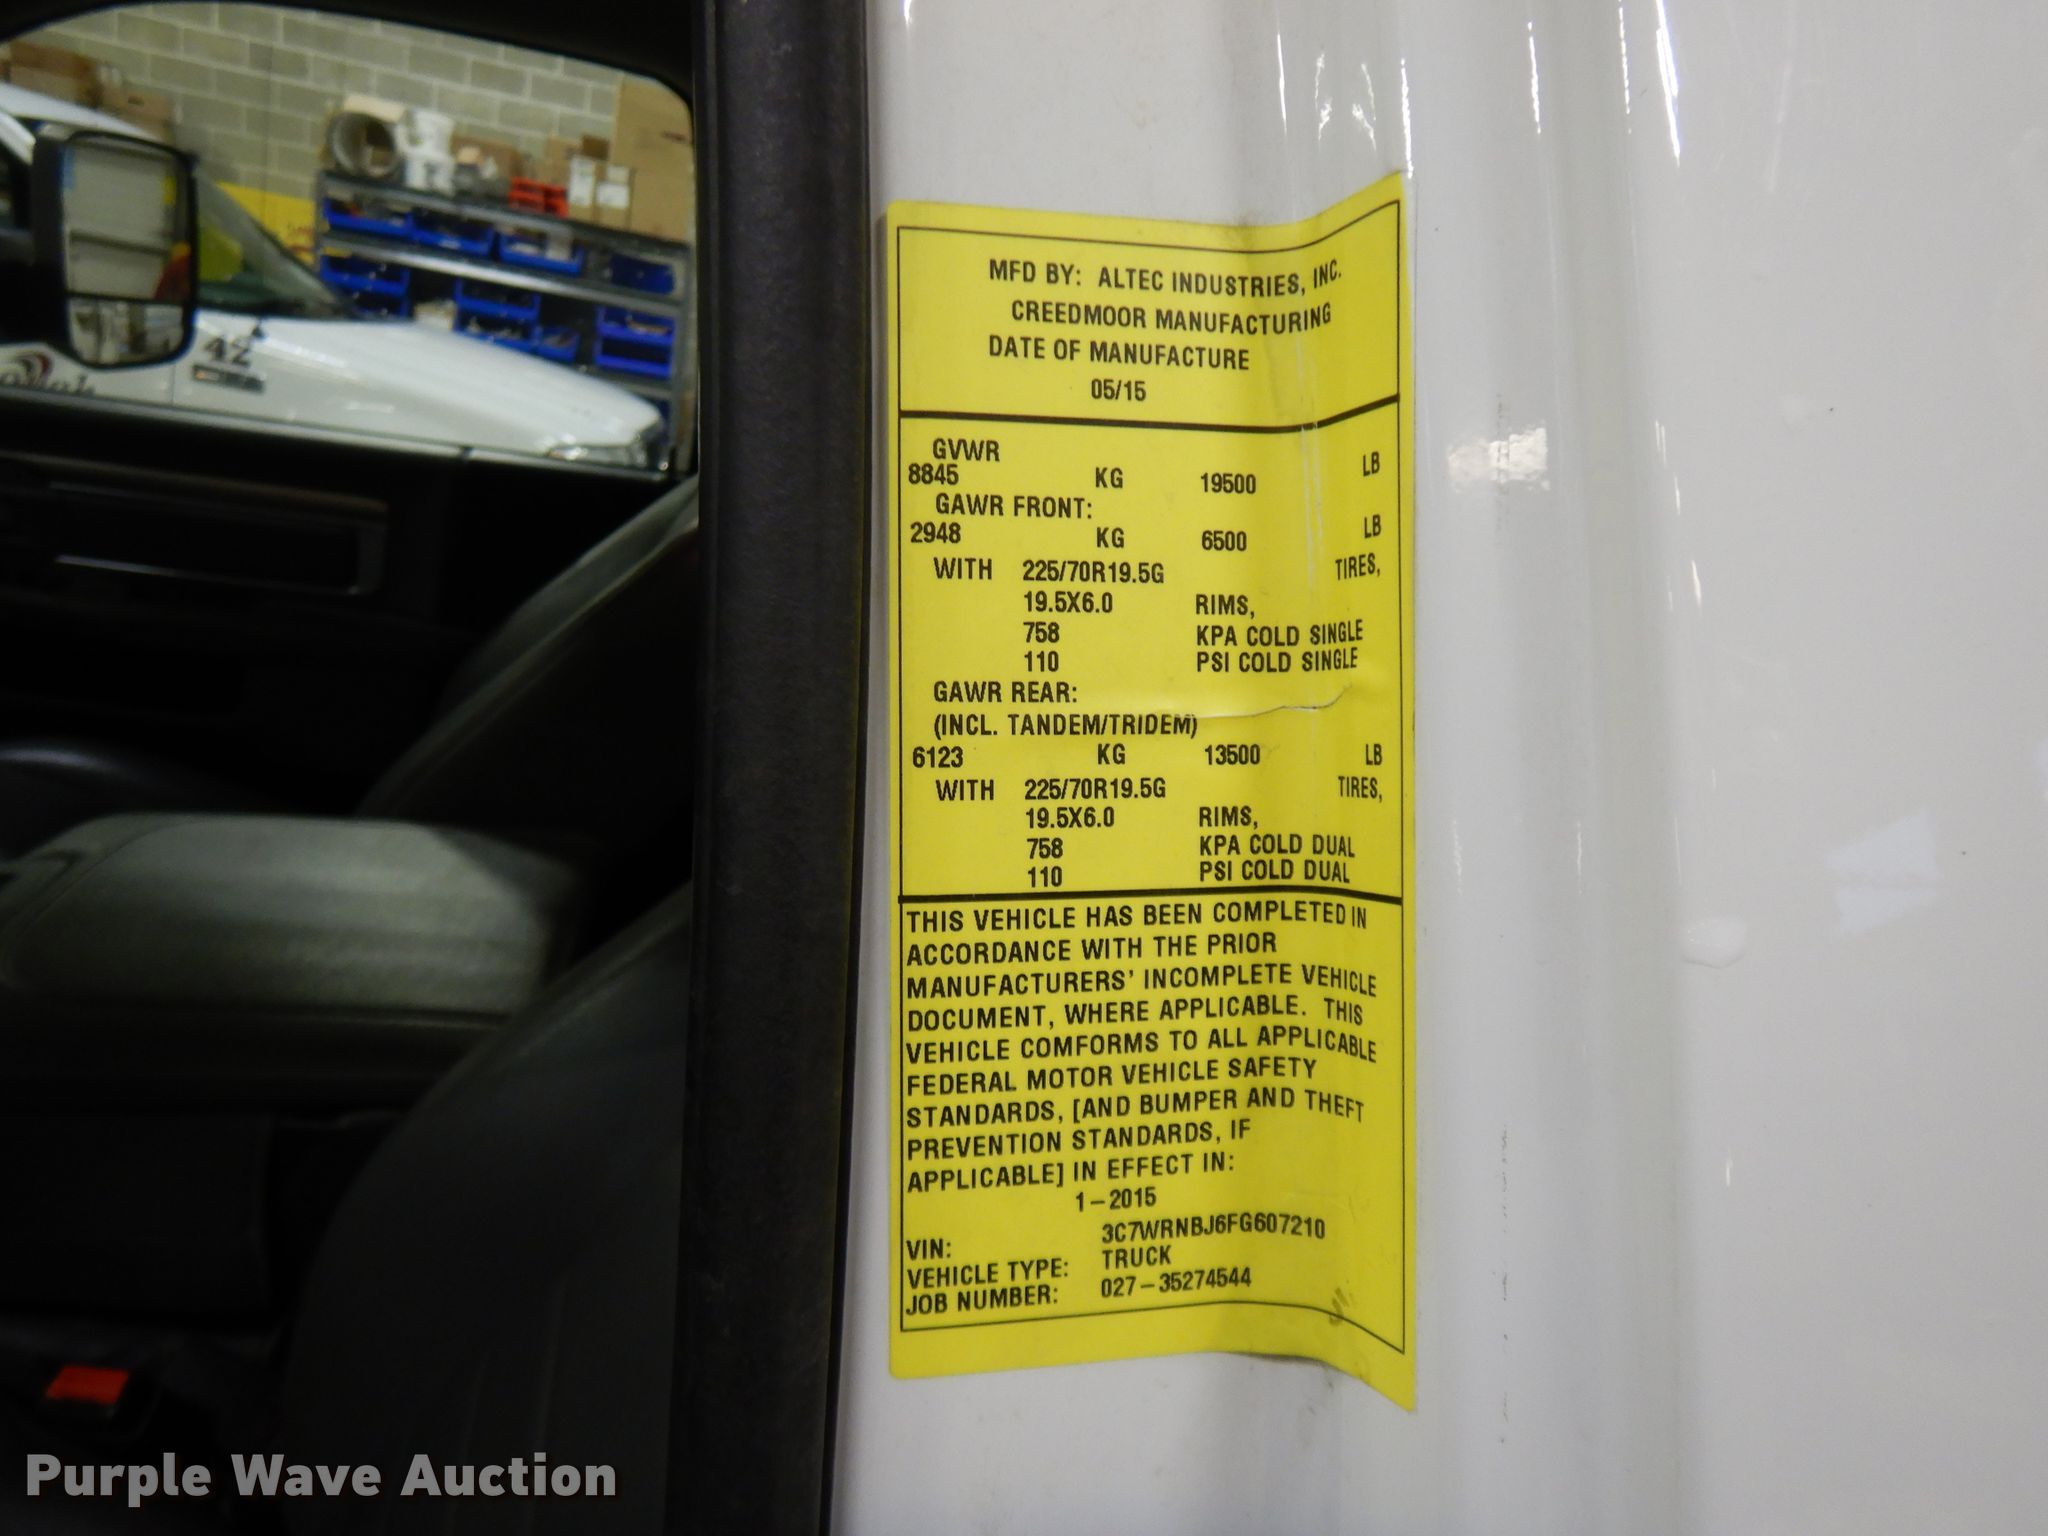 MFD BY: ALTEC INDUSTRIES, INC.
CREEDMOOR MANUFACTURING
DATE OF MANUFACTURE
05/15
GVWR
8845 KG 19500 LB
GAWR FRONT:
2948 KG 6500 LB
WITH 225/70R19.5G TIRES,
19.5X6.0 RIMS,
758 KPA COLD SINGLE
110 PSI COLD SINGLE
GAWR REAR:
(INCL. TANDEM/TRIDEM)
6123 KG 13500 LB
WITH 225/70R19.5G TIRES,
19.5X6.0 RIMS,
758 KPA COLD DUAL
110 PSI COLD DUAL
THIS VEHICLE HAS BEEN COMPLETED IN
ACCORDANCE WITH THE PRIOR
MANUFACTURERS' INCOMPLETE VEHICLE
DOCUMENT, WHERE APPLICABLE. THIS
VEHICLE COMFORMS TO ALL APPLICABLE
FEDERAL MOTOR VEHICLE SAFETY
STANDARDS, [AND BUMPER AND THEFT
PREVENTION STANDARDS, IF
APPLICABLE] IN EFFECT IN:
1-2015
VIN: 3C7WRNBJ6FG607210
VEHICLE TYPE: TRUCK
JOB NUMBER: 027-35274544
42
Purple Wave Auction